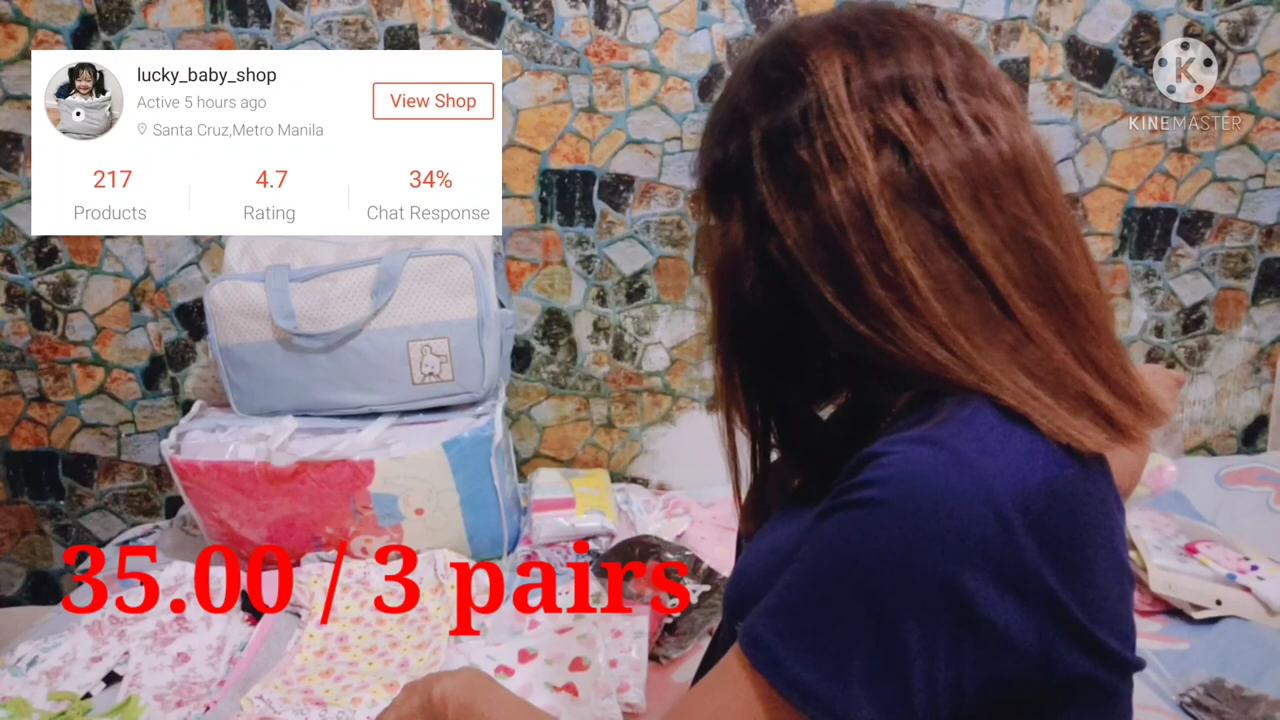 lucky_baby_shop
Active 5 hours ago
View Shop
Santa Cruz,Metro Manila
217
4.7
34%
Products
Rating
Chat Response
KINEMASTER
35.00 / 3 pairs